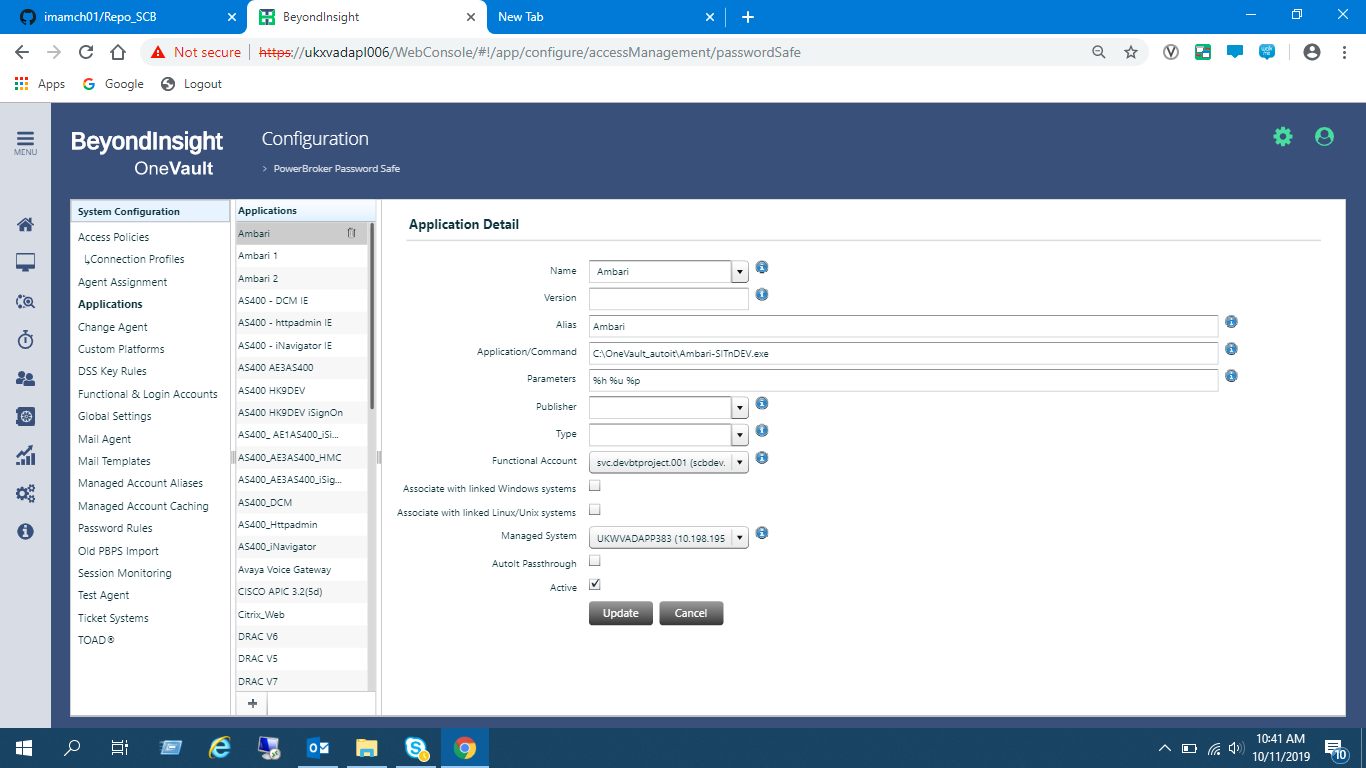 imamch01/Repo_SCB
BeyondInsight
New Tab
Not secure
https://ukxvadapl006/WebConsole/#!/app/configure/accessManagement/passwordSafe
Apps
Google
Logout
MENU
BeyondInsight
OneVault
Configuration
> PowerBroker Password Safe
System Configuration
Access Policies
Connection Profiles
Agent Assignment
Applications
Change Agent
Custom Platforms
DSS Key Rules
Functional & Login Accounts
Global Settings
Mail Agent
Mail Templates
Managed Account Aliases
Managed Account Caching
Password Rules
Old PBPS Import
Session Monitoring
Test Agent
Ticket Systems
TOAD®
Applications
Ambari
Ambari 1
Ambari 2
AS400 - DCM IE
AS400 - httpadmin IE
AS400 - iNavigator IE
AS400 AE3AS400
AS400 HK9DEV
AS400 HK9DEV iSignOn
AS400_ AE1AS400_iSi...
AS400_AE3AS400_HMC
AS400_AE3AS400_iSig...
AS400_DCM
AS400_Httpadmin
AS400_iNavigator
Avaya Voice Gateway
CISCO APIC 3.2(5d)
Citrix_Web
DRAC V6
DRAC V5
DRAC V7
+
Application Detail
Name
Ambari
Version
Alias
Ambari
Application/Command
C:\OneVault_autoit\Ambari-SITnDEV.exe
Parameters
%h %u %p
Publisher
Type
Functional Account
svc.devbtproject.001 (scbdev.
Associate with linked Windows systems
Associate with linked Linux/Unix systems
Managed System
UKWVADAPP383 (10.198.195
AutoIt Passthrough
Active
Update
Cancel
10:41 AM
10/11/2019
10